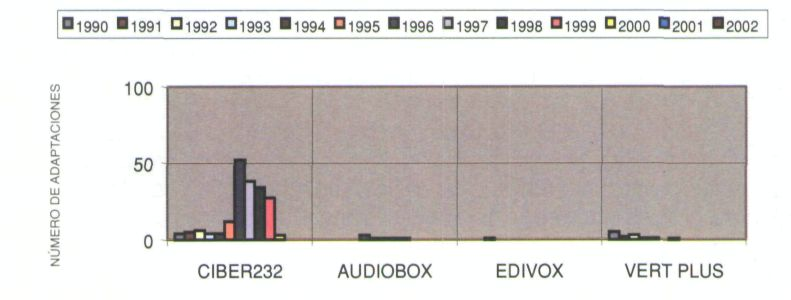 1990 1991 1992 1993 1994 1995 1996 1997 1998 1999 2000 2001 2002
NÚMERO DE ADAPTACIONES
100
50
0
CIBER232 AUDIOBOX EDIVOX VERT PLUS